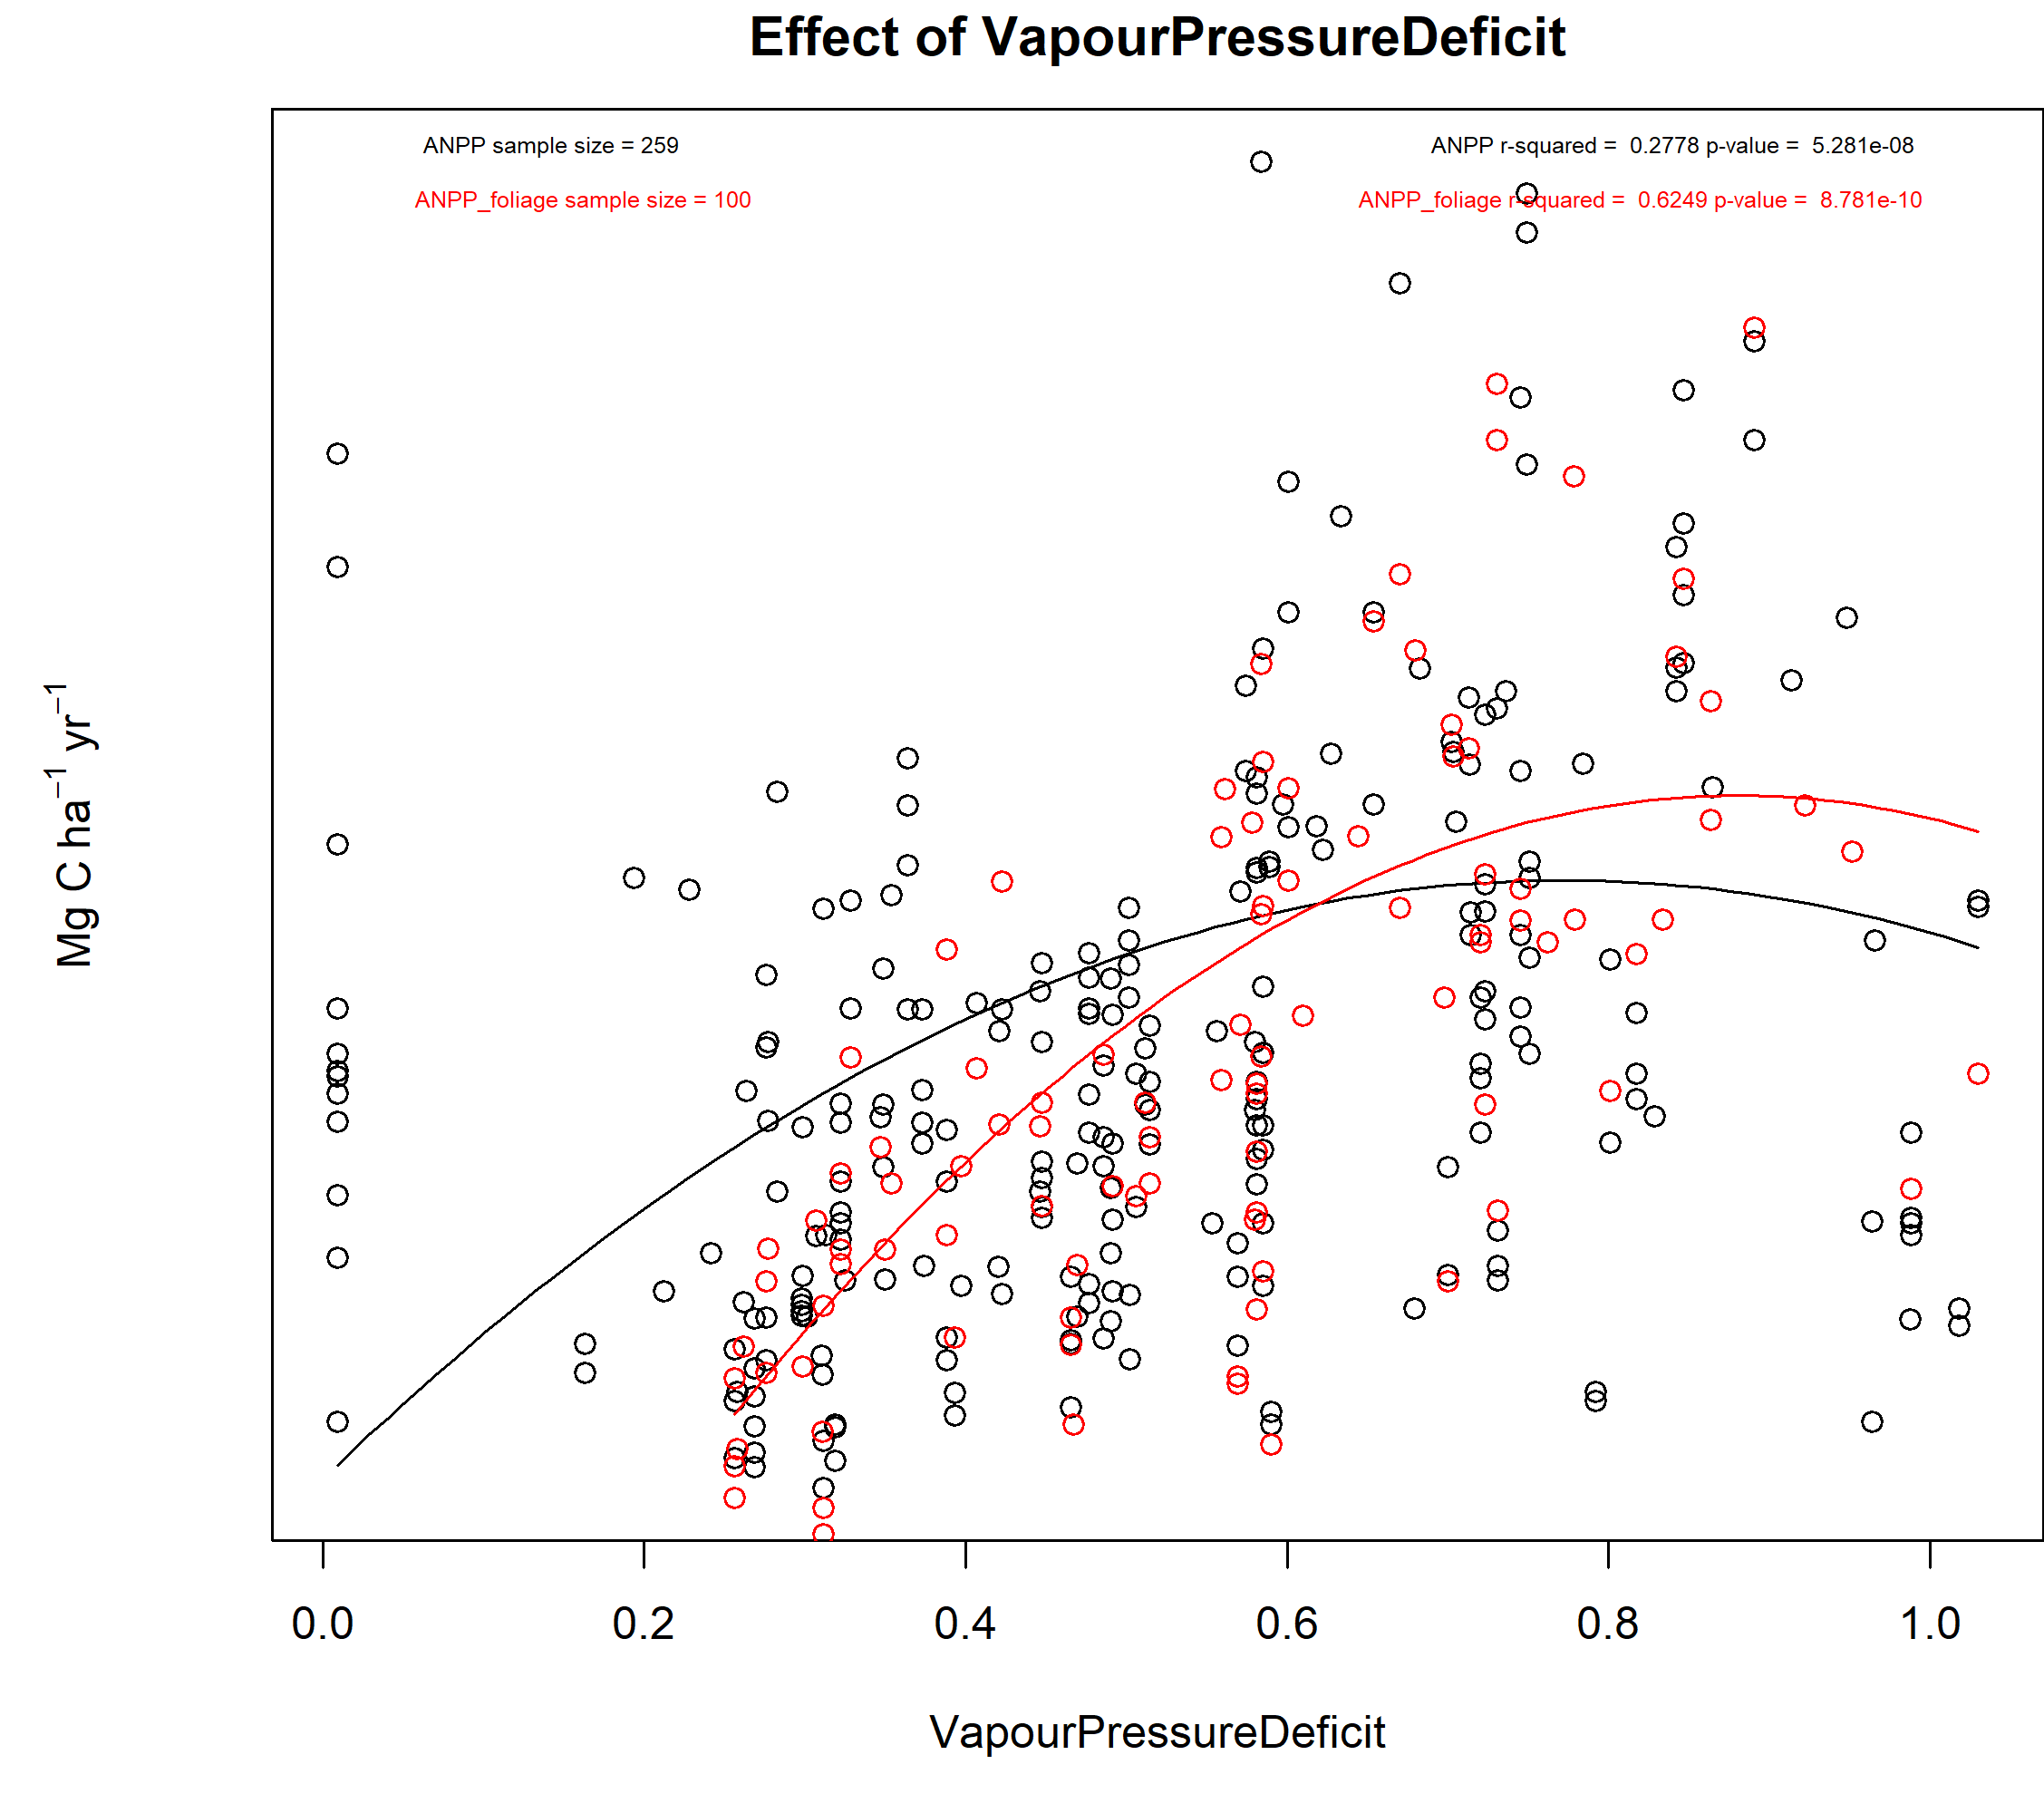 Effect of VapourPressureDeficit
ANPP sample size = 259
ANPP r-squared =  0.2778 p-value =  5.281e-08
ANPP_foliage sample size = 100
ANPP_foliage r-squared =  0.6249 p-value =  8.781e-10
Mg C ha⁻¹ yr⁻¹
0.0 0.2 0.4 0.6 0.8 1.0
VapourPressureDeficit